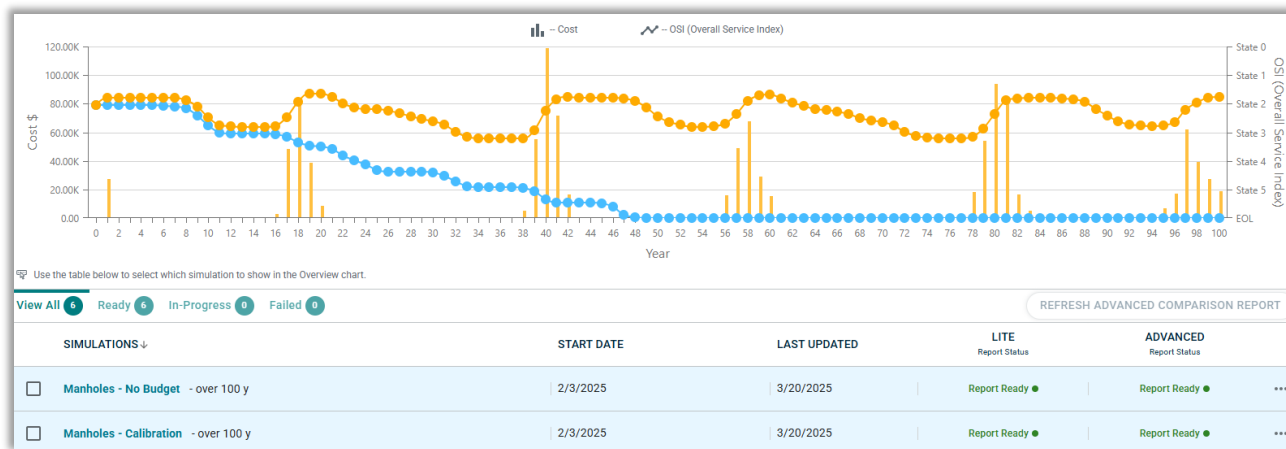 -- Cost -- OSI (Overall Service Index)
120.00K State 0
100.00K State 1
80.00K State 2
60.00K State 3
40.00K State 4
20.00K State 5
0.00 EOL
Cost $
OSI (Overall Service Index)
0 2 4 6 8 10 12 14 16 18 20 22 24 26 28 30 32 34 36 38 40 42 44 46 48 50 52 54 56 58 60 62 64 66 68 70 72 74 76 78 80 82 84 86 88 90 92 94 96 98 100
Year
Use the table below to select which simulation to show in the Overview chart.
View All 6 Ready 6 In-Progress 0 Failed 0 REFRESH ADVANCED COMPARISON REPORT
SIMULATIONS↓ START DATE LAST UPDATED LITE ADVANCED
Report Status Report Status
Manholes - No Budget - over 100 y 2/3/2025 3/20/2025 Report Ready Report Ready
Manholes - Calibration - over 100 y 2/3/2025 3/20/2025 Report Ready Report Ready